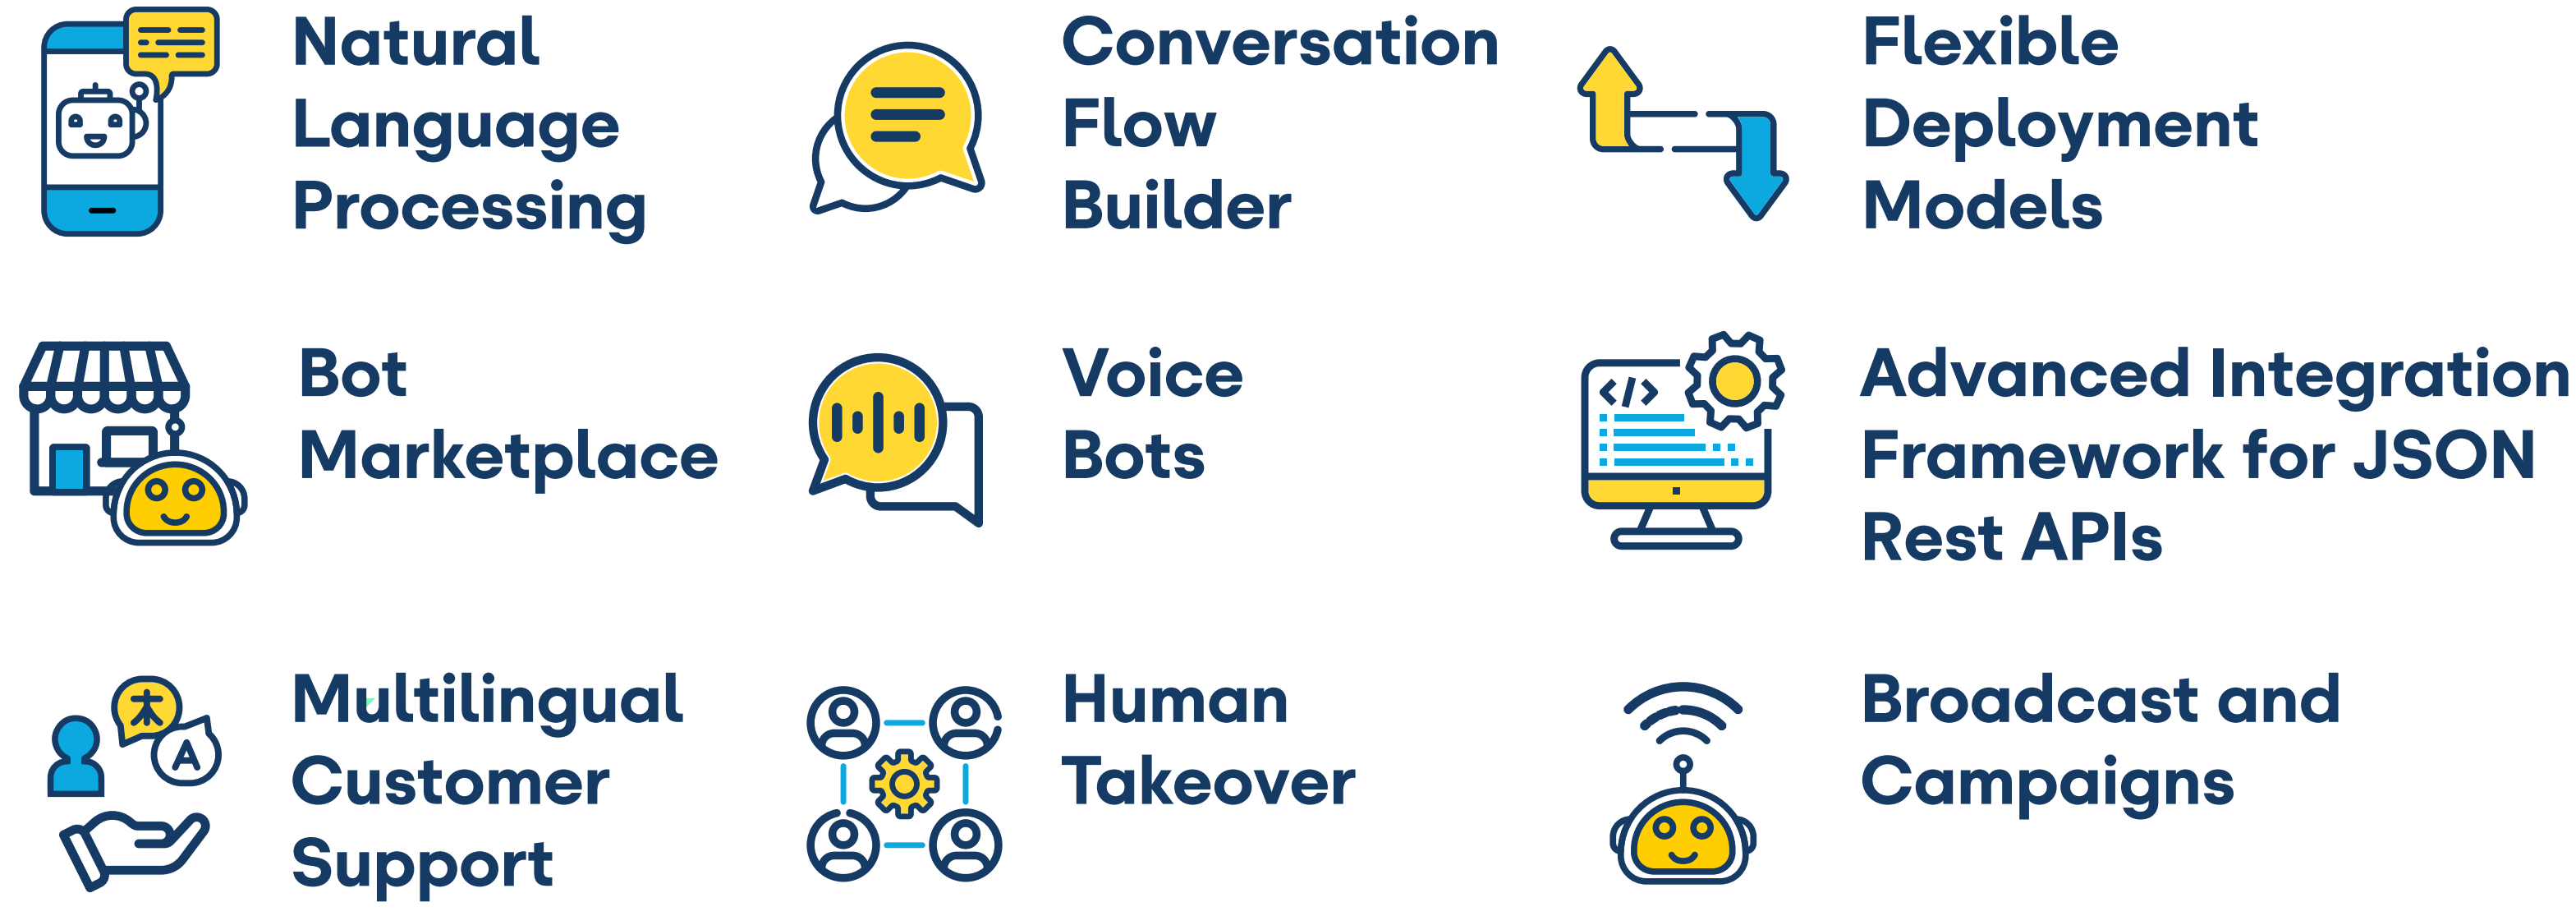 Natural
Language
Processing
Conversation
Flow
Builder
Flexible
Deployment
Models
Bot
Marketplace
Voice
Bots
</>
Advanced Integration
Framework for JSON
Rest APIs
木
A
Multilingual
Customer
Support
Human
Takeover
Broadcast and
Campaigns